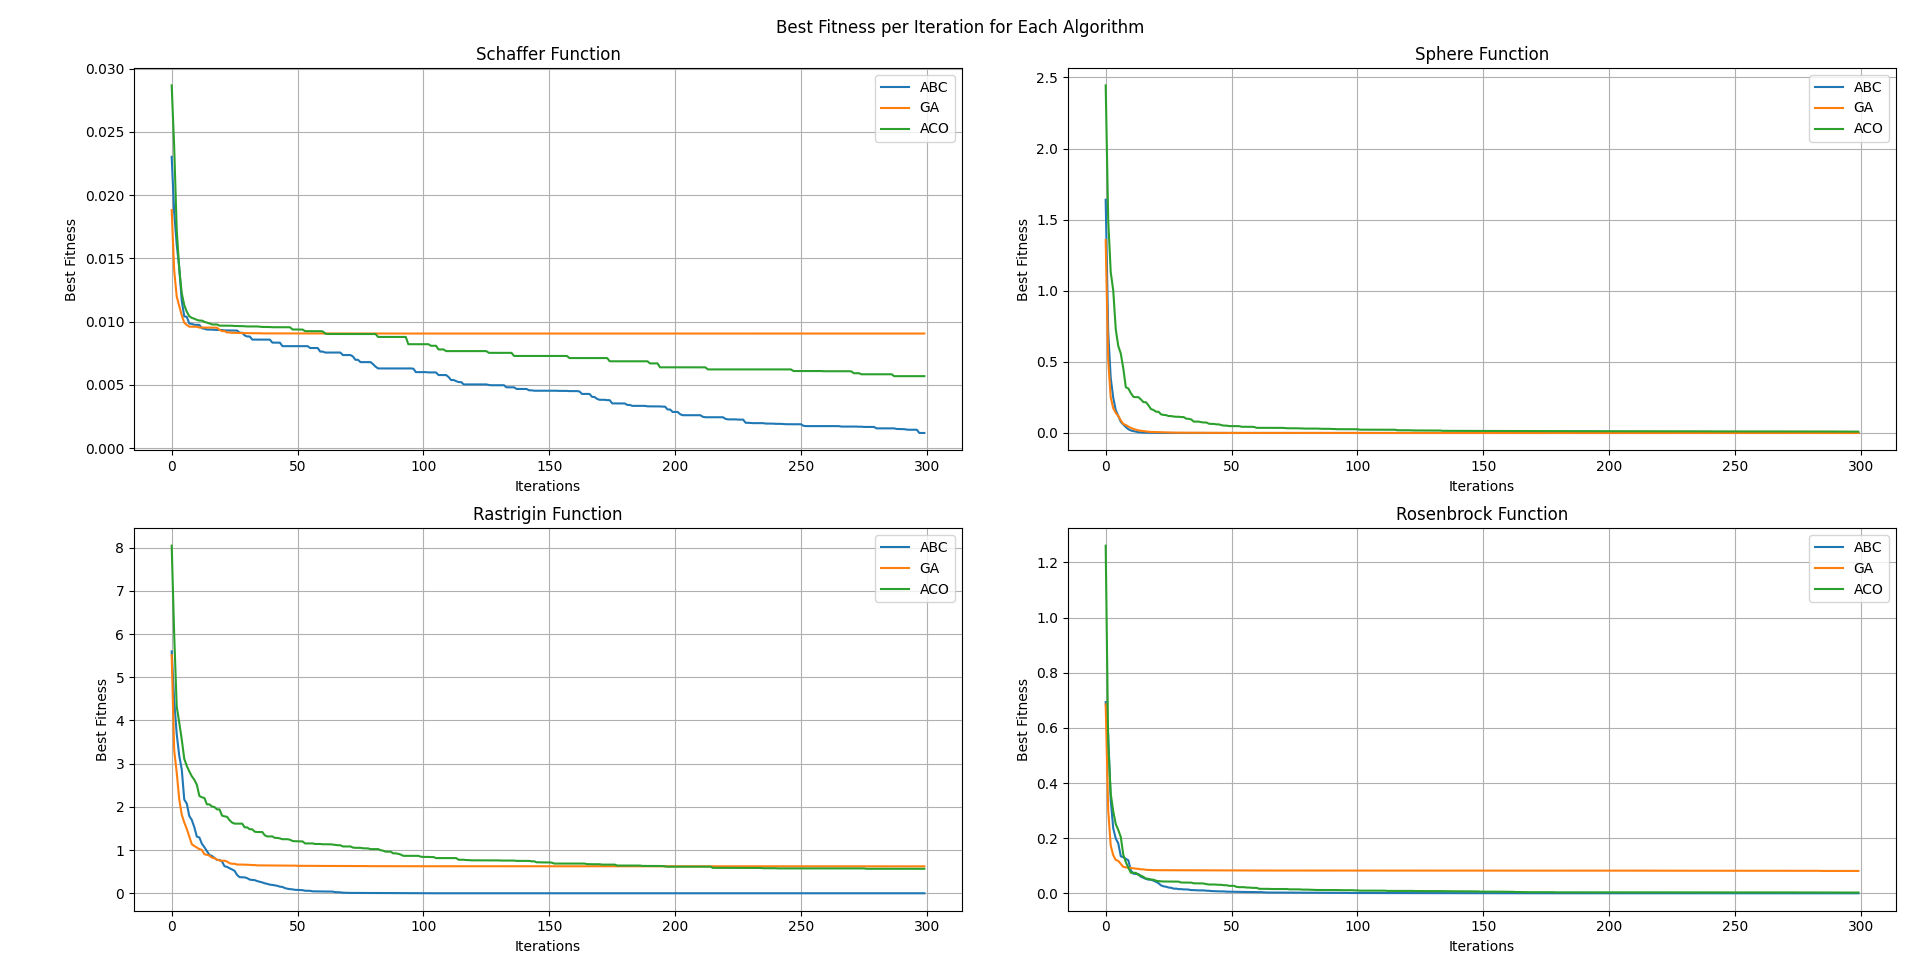 Best Fitness per Iteration for Each Algorithm
Schaffer Function
0.030
0.025
0.020
0.015
0.010
0.005
0.000
Best Fitness
0 50 100 150 200 250 300
Iterations
ABC
GA
ACO
Sphere Function
2.5
2.0
1.5
1.0
0.5
0.0
Best Fitness
0 50 100 150 200 250 300
Iterations
ABC
GA
ACO
Rastrigin Function
8
7
6
5
4
3
2
1
0
Best Fitness
0 50 100 150 200 250 300
Iterations
ABC
GA
ACO
Rosenbrock Function
1.2
1.0
0.8
0.6
0.4
0.2
0.0
Best Fitness
0 50 100 150 200 250 300
Iterations
ABC
GA
ACO